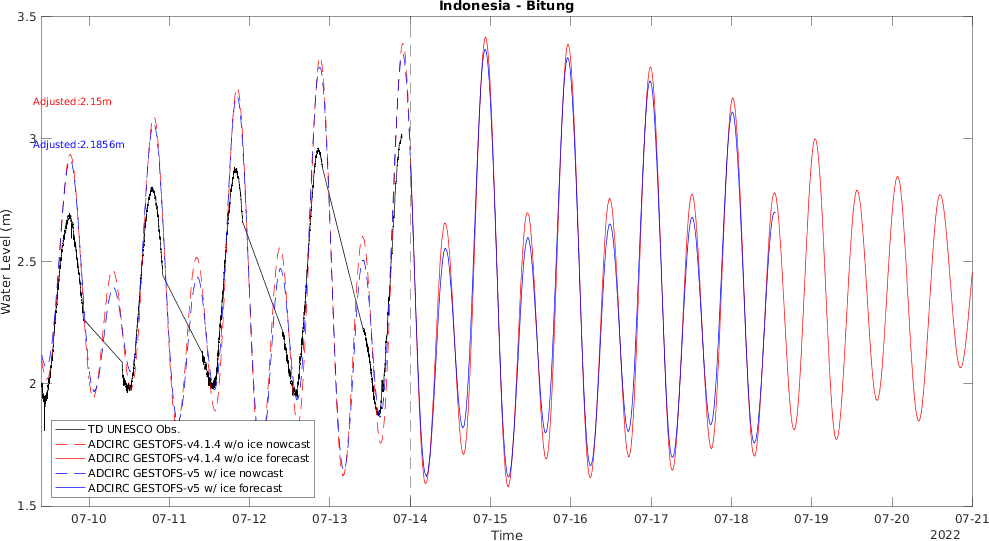 Indonesia - Bitung
3.5
Adjusted:2.15m
3
Adjusted:2.1856m
2.5
2
1.5
Water Level (m)
TD UNESCO Obs.
ADCIRC GESTOFS-v4.1.4 w/o ice nowcast
ADCIRC GESTOFS-v4.1.4 w/o ice forecast
ADCIRC GESTOFS-v5 w/ ice nowcast
ADCIRC GESTOFS-v5 w/ ice forecast
07-10 07-11 07-12 07-13 07-14 07-15 07-16 07-17 07-18 07-19 07-20 07-21
Time
2022